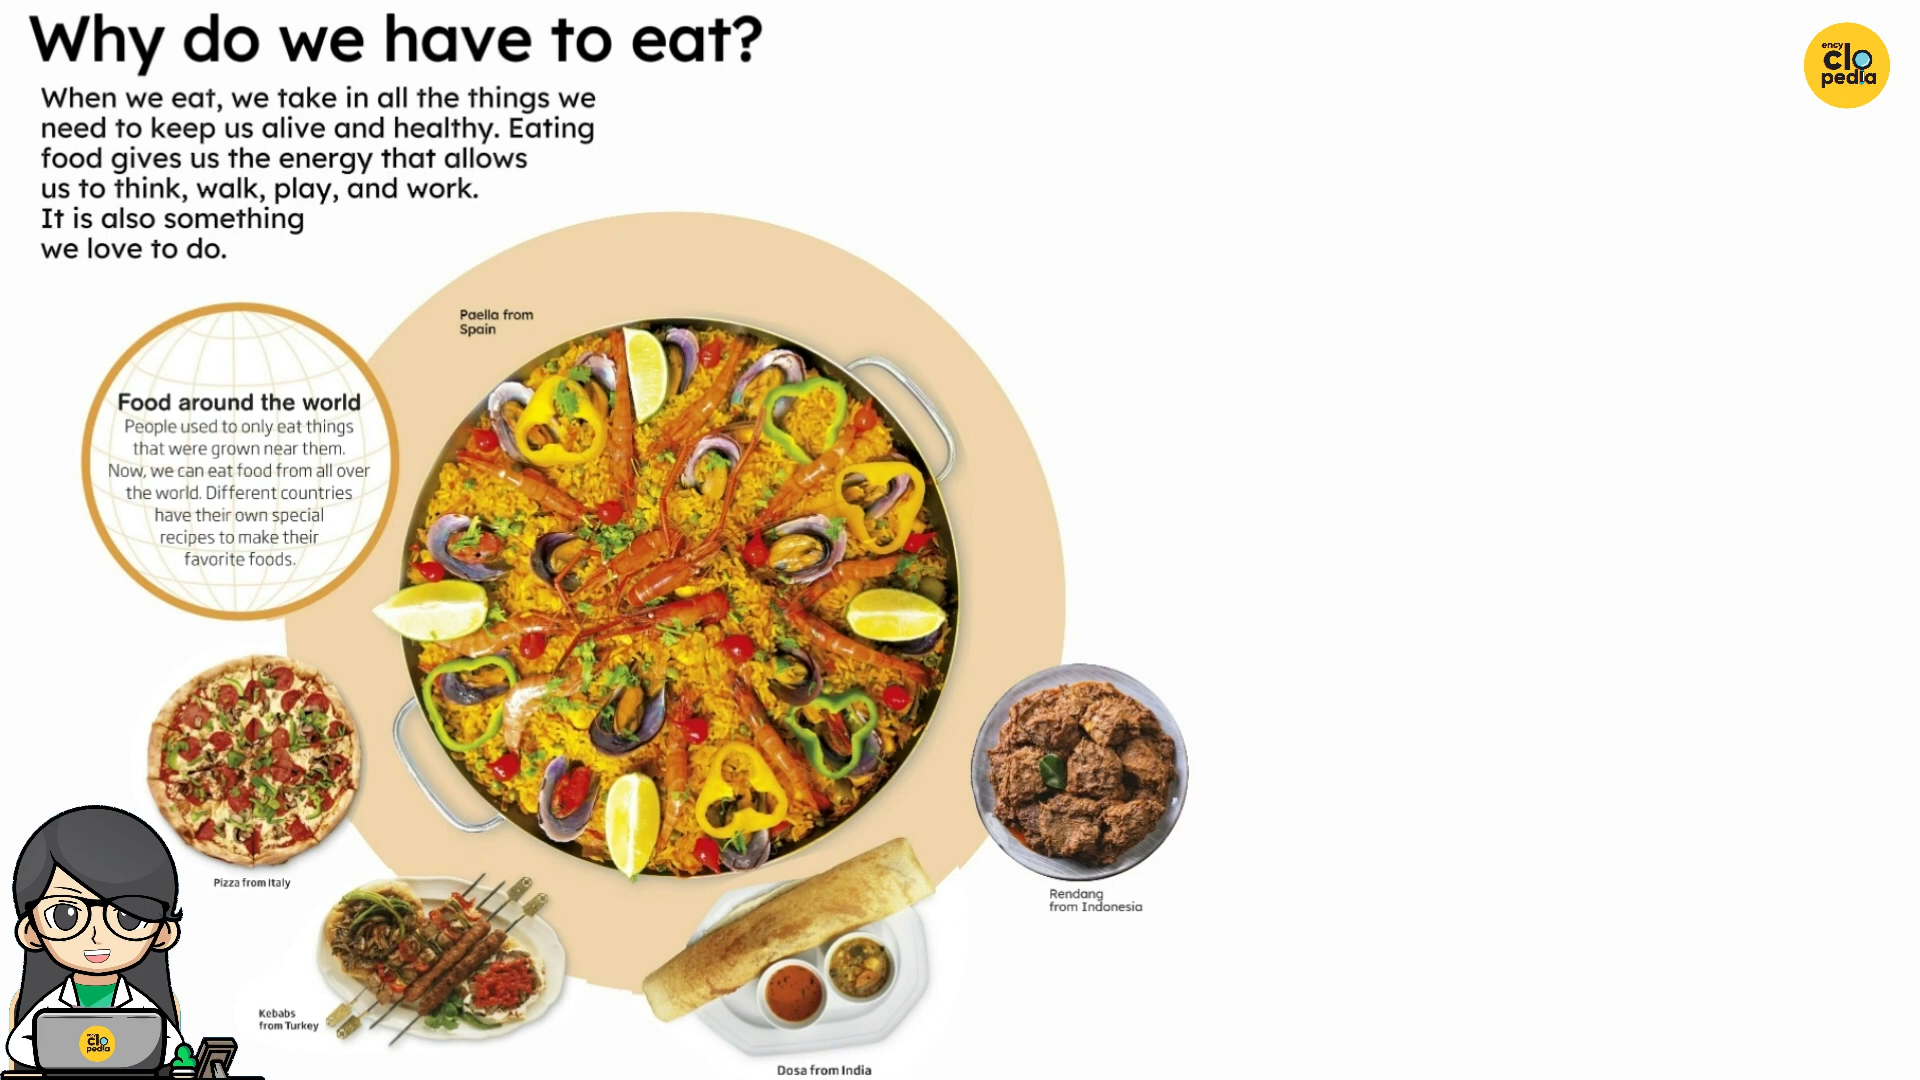 Why do we have to eat?
When we eat, we take in all the things we
need to keep us alive and healthy. Eating
food gives us the energy that allows
us to think, walk, play, and work.
It is also something
we love to do.
ency
clo
pedia
Paella from
Spain
Food around the world
People used to only eat things
that were grown near them.
Now, we can eat food from all over
the world. Different countries
have their own special
recipes to make their
favorite foods.
Pizza from Italy
Rendang
from Indonesia
Kebabs
from Turkey
Dosa from India
ency
clo
pedia